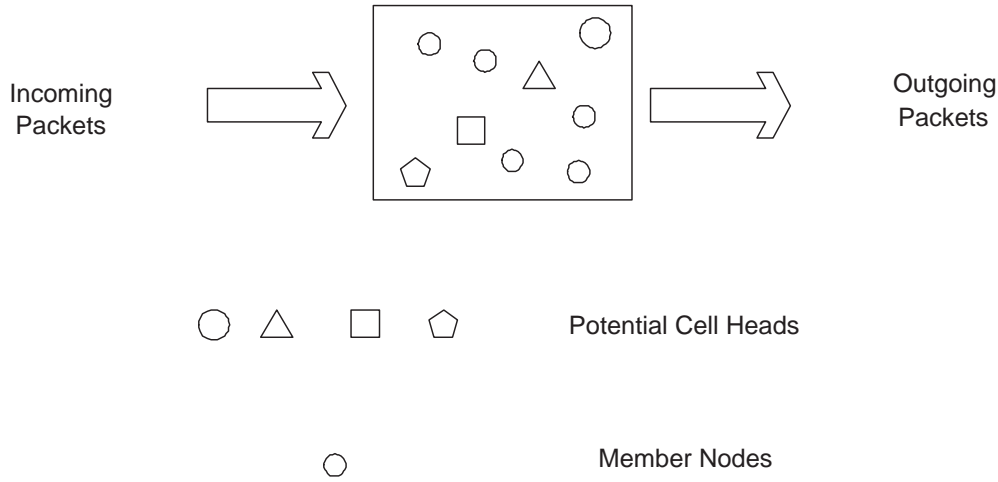 Incoming
Packets
Outgoing
Packets
Potential Cell Heads
Member Nodes